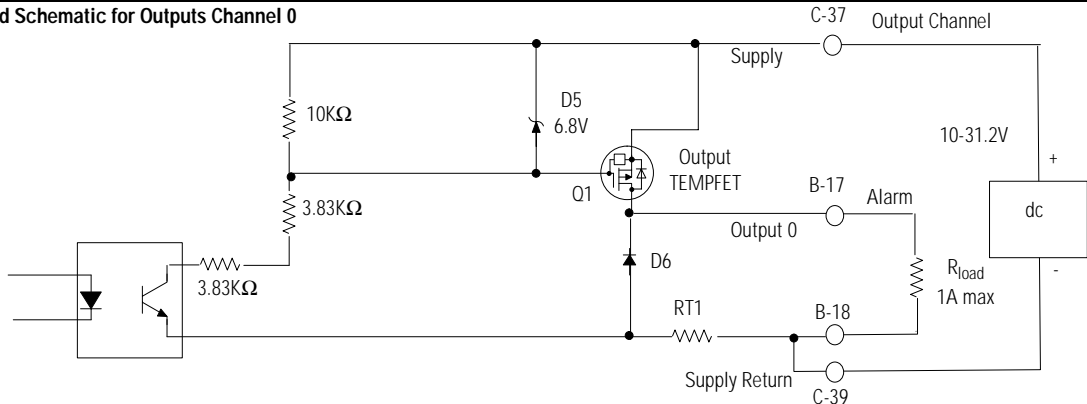 d Schematic for Outputs Channel 0
C-37
Output Channel
Supply
D5
6.8V
10KΩ
10-31.2V
+
Output
TEMPFET
Q1
B-17
Alarm
dc
3.83KΩ
Output 0
D6
-
Rload
1A max
3.83KΩ
RT1
B-18
Supply Return
C-39